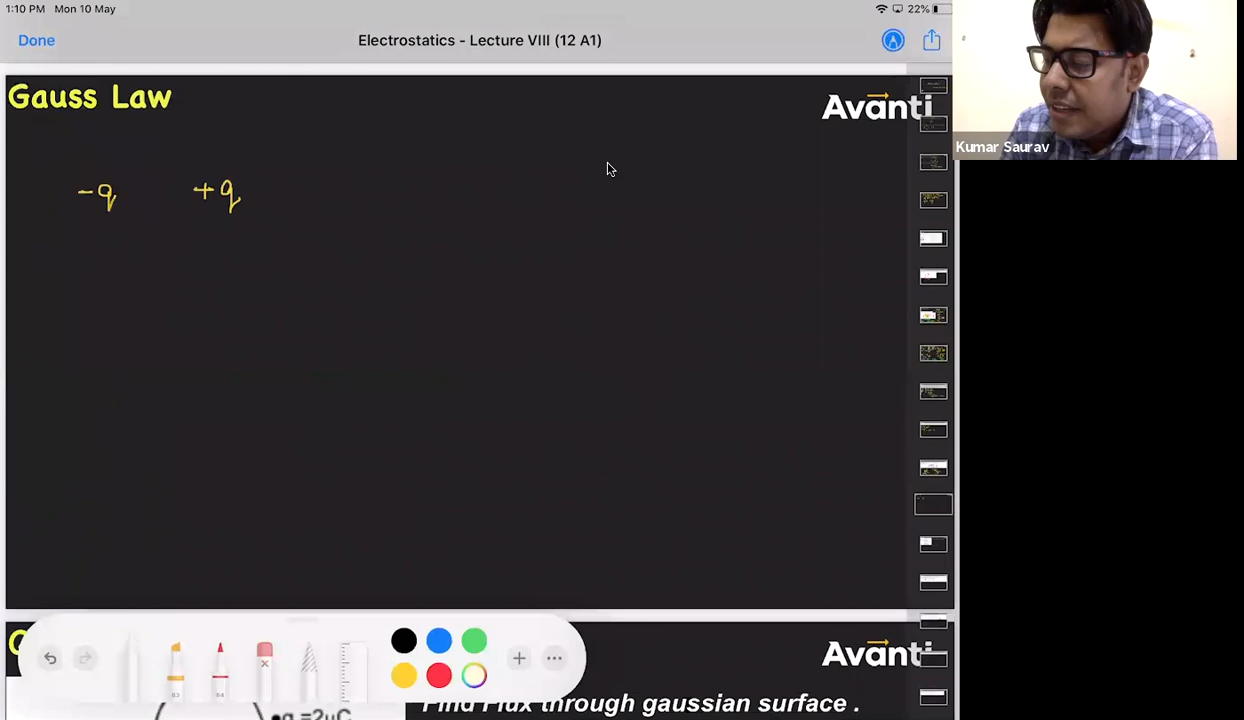 1:10 PM Mon 10 May
22%
Done
Electrostatics - Lecture VIII (12 A1)
Gauss Law
Avanti
Kumar Saurav
-q +q
Avanti
Find Flux through gaussian surface .
q =2μC